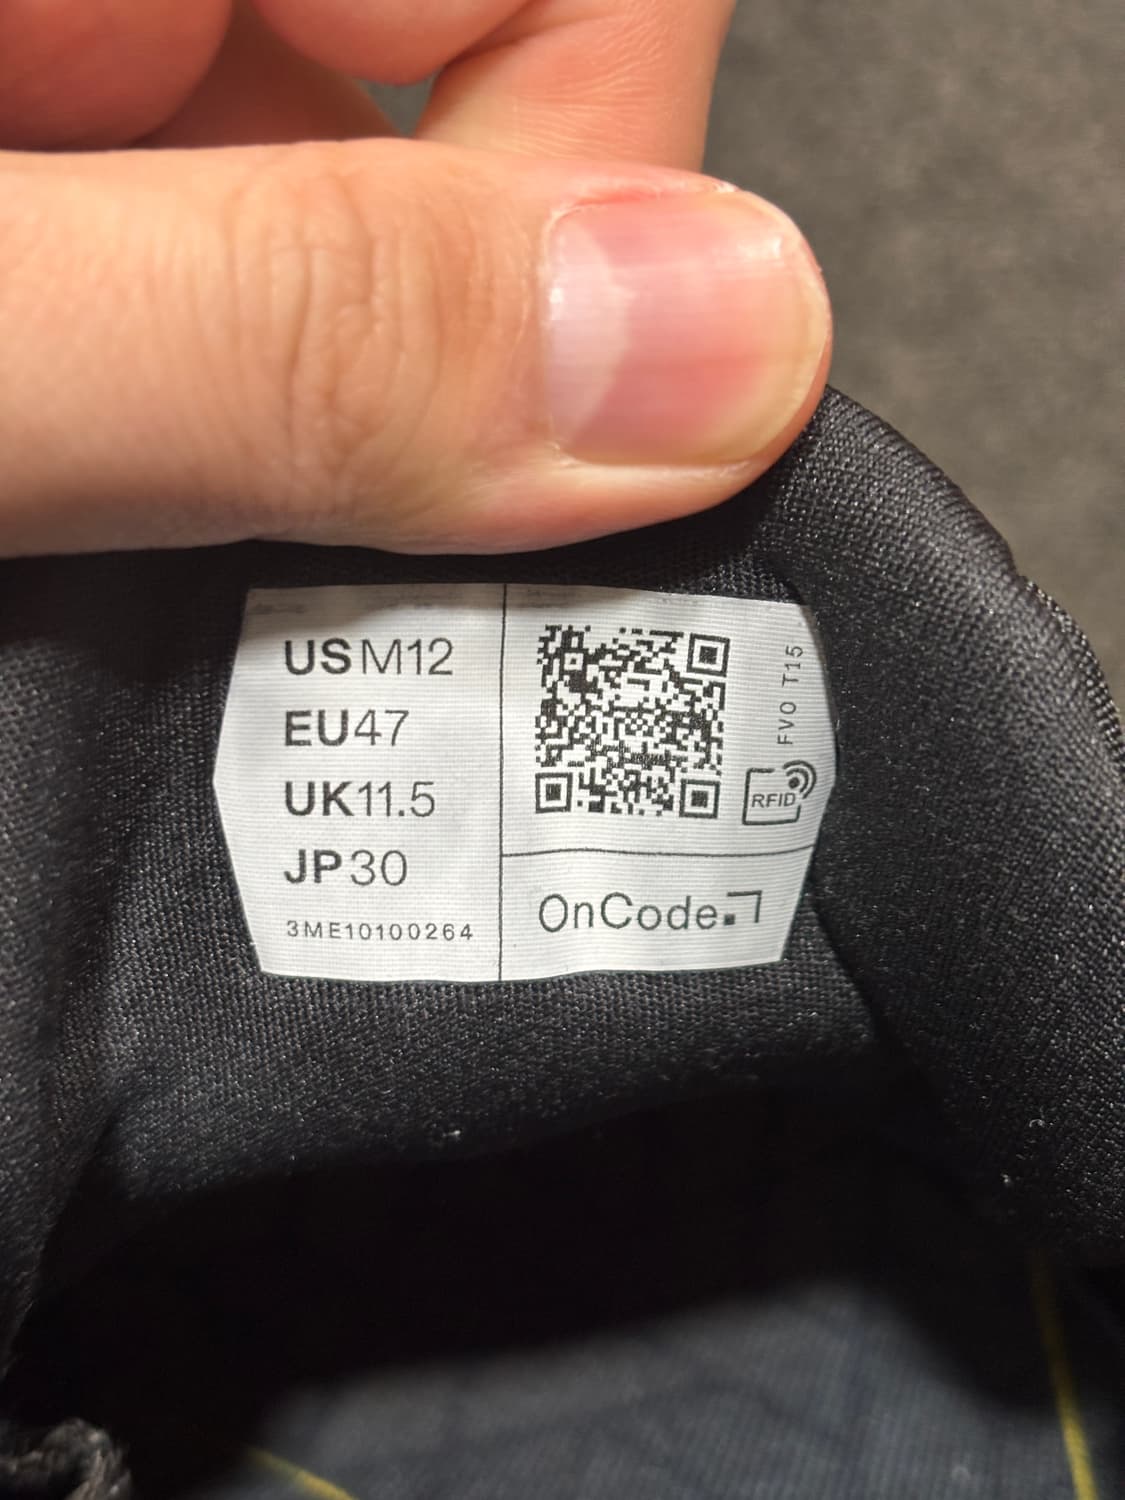 US M12
EU 47
UK 11.5
JP 30
3ME10100264
FVO T15
RFID
OnCode